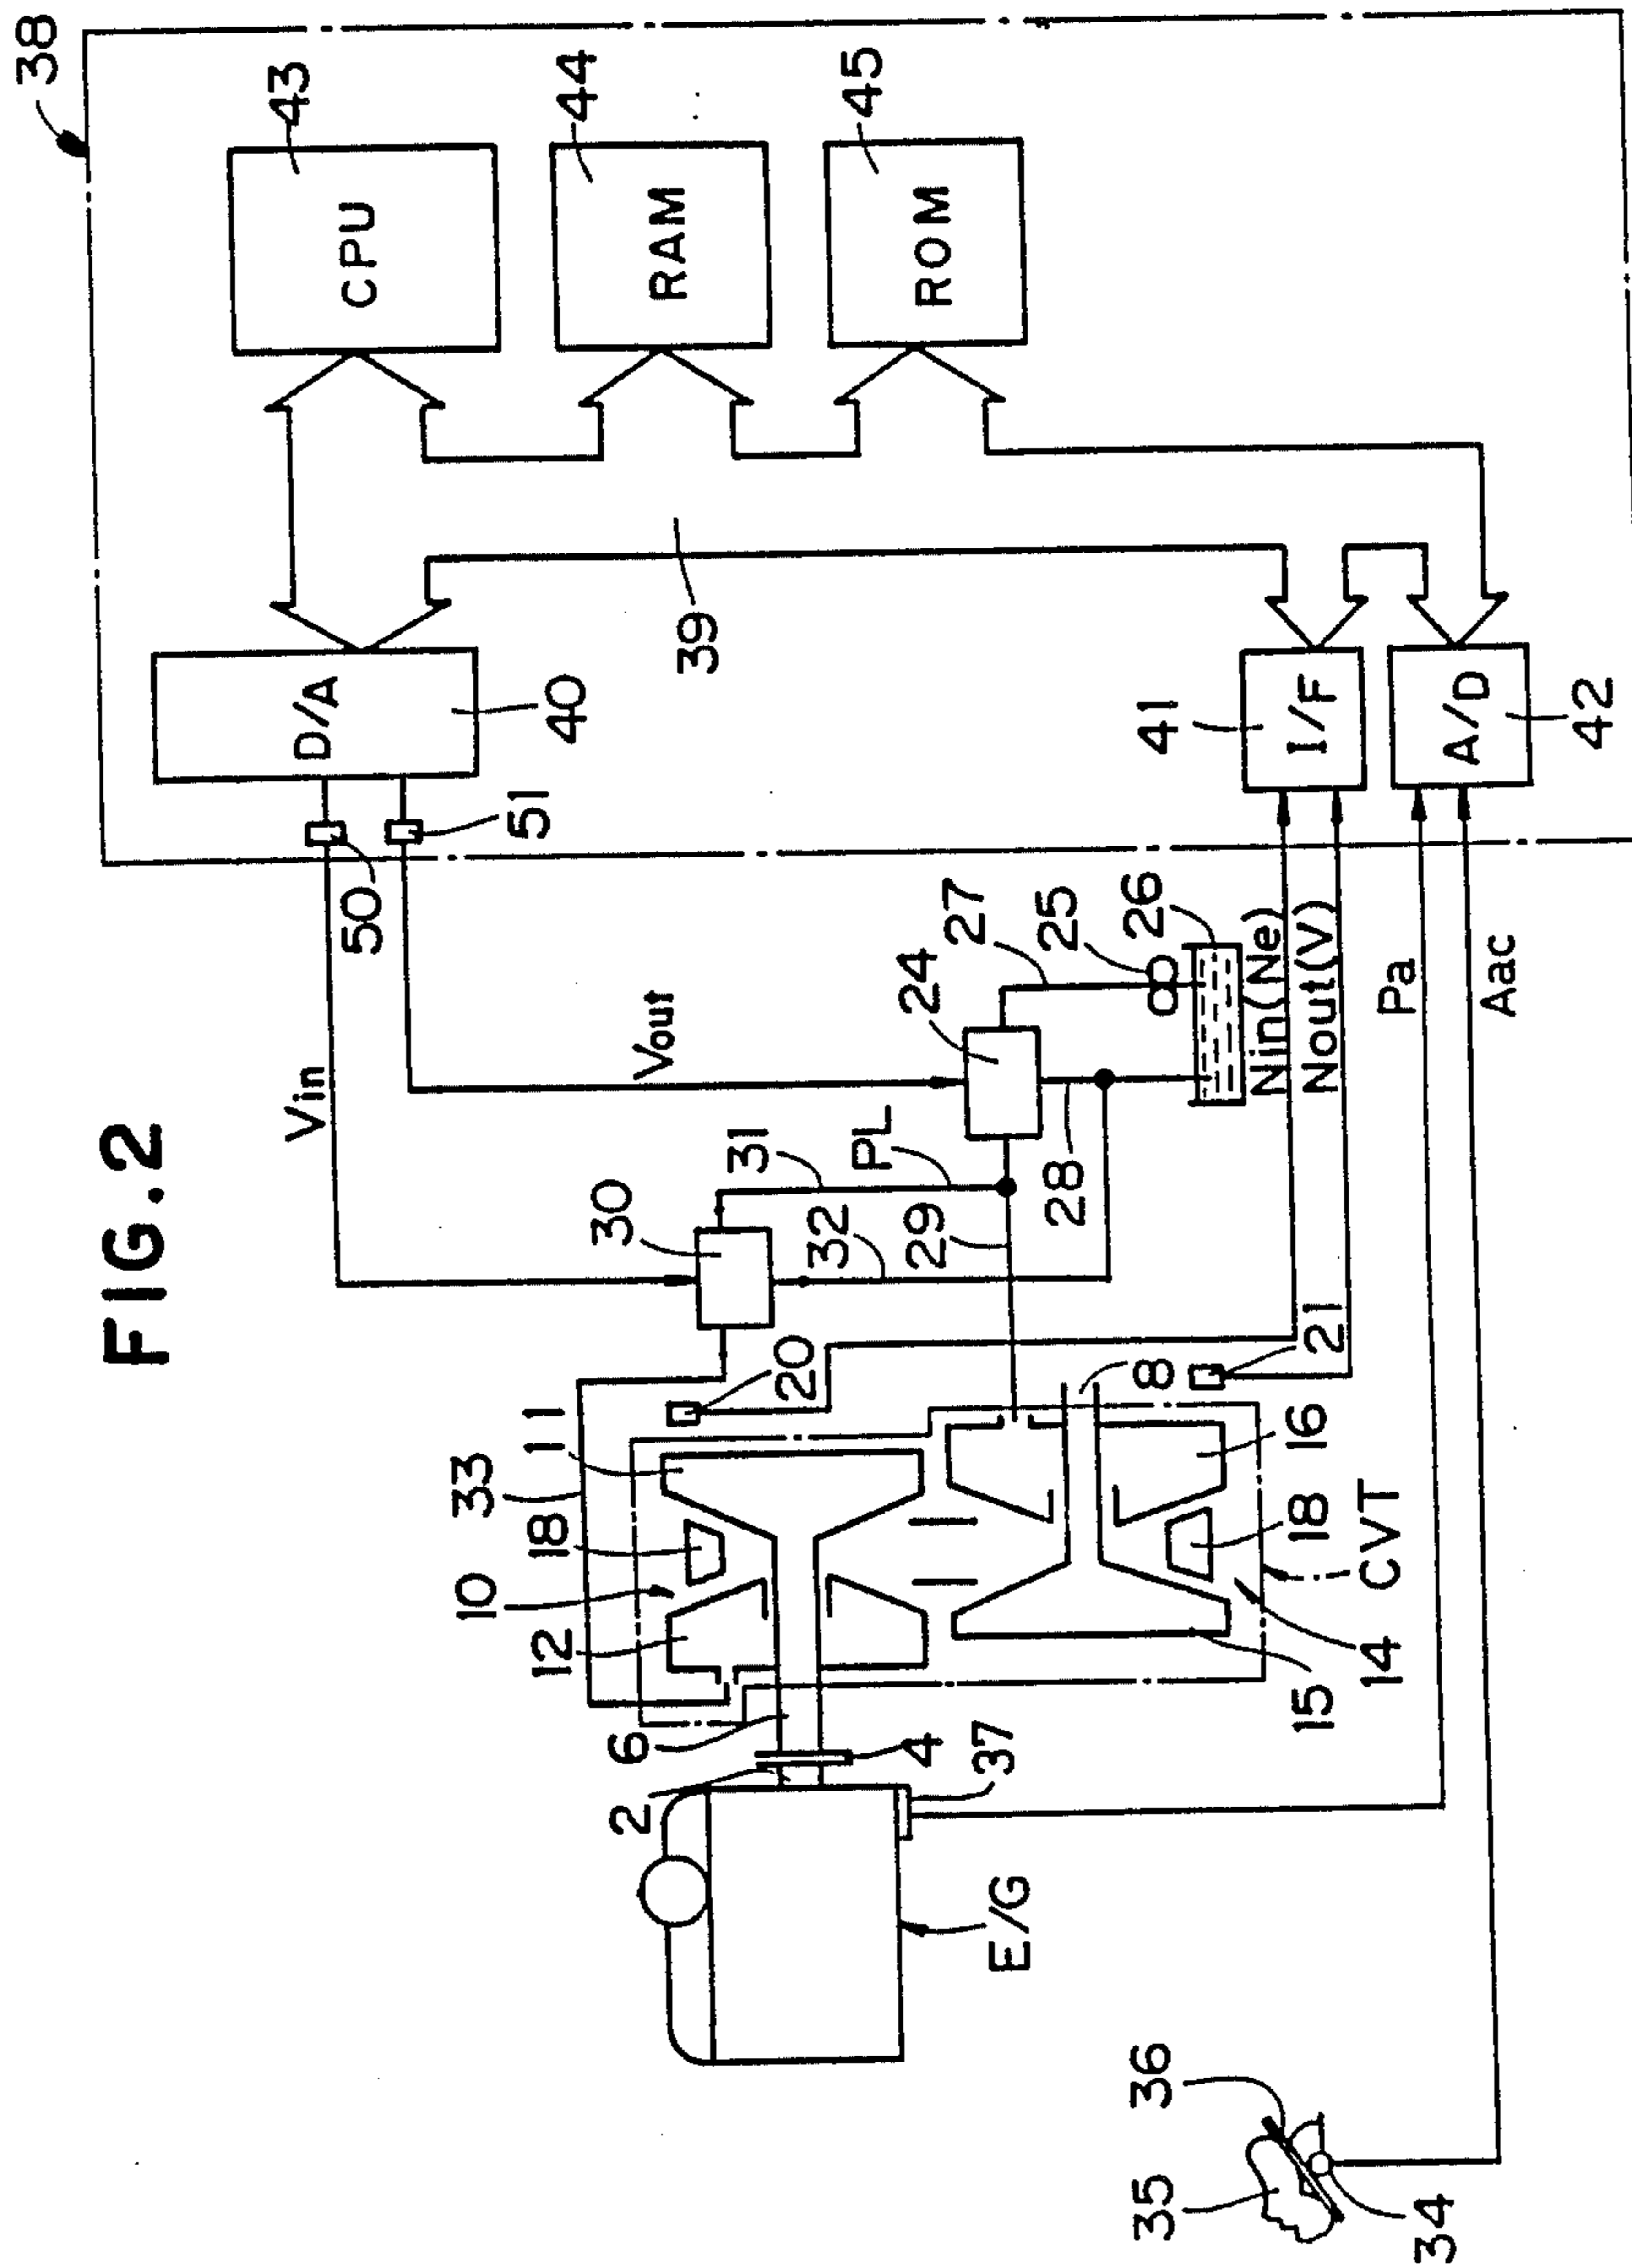 FIG.2
38
CPU
43
RAM
44
ROM
45
39
D/A
40
I/F
41
A/D
42
50
51
Vin
Vout
24
27
25
26
Nin(Ne)
Nout(V)
Pa
Aac
30
31
PL
28
29
32
33
11
20
21
8
16
18
18
10
12
CVT
14
15
6
4
2
37
E/G
36
35
34